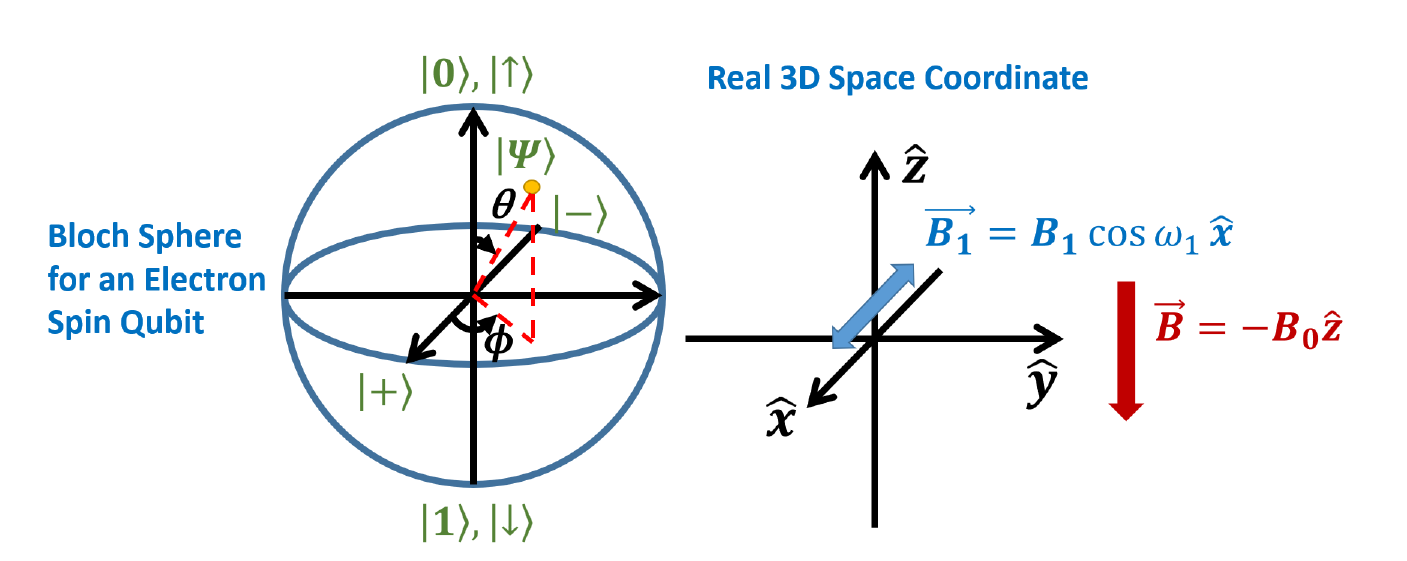 |0⟩, |↑⟩
Real 3D Space Coordinate
|Ψ⟩
ẑ
θ
|−⟩
Bloch Sphere
for an Electron
Spin Qubit
B₁⃗ = B₁ cos ω₁ x̂
B⃗ = −B₀ẑ
ϕ
|+⟩
ŷ
x̂
|1⟩, |↓⟩